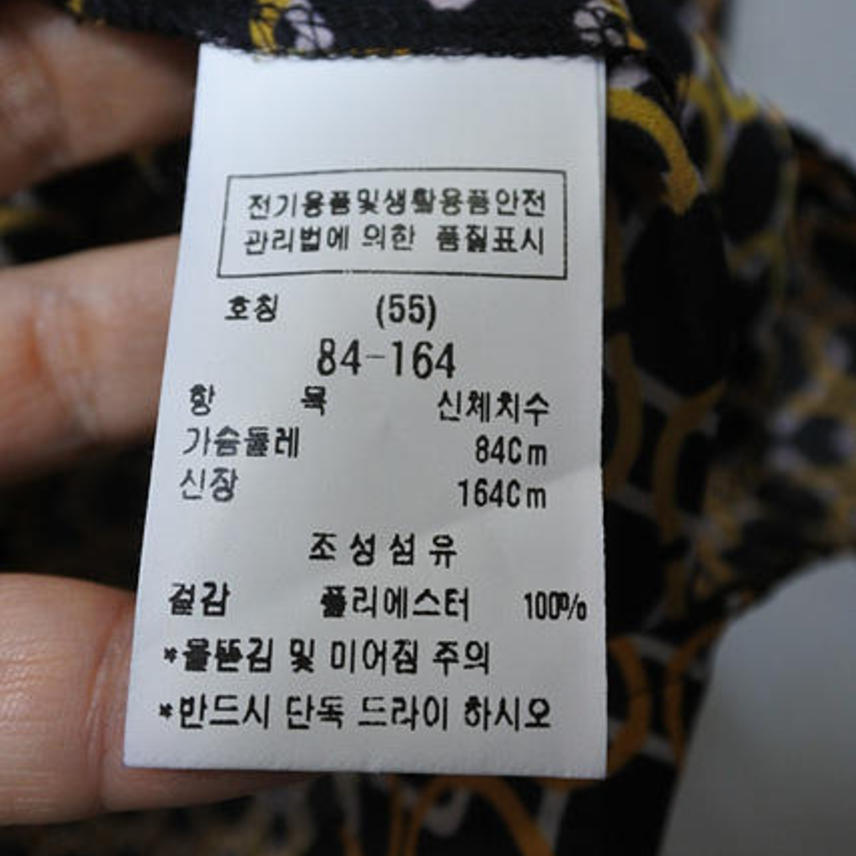 전기용품및생활용품안전
관리법에 의한 품질표시
호칭 (55)
84-164
항 목 신체치수
가슴둘레 84Cm
신장 164Cm
조성섬유
겉감 폴리에스터 100%
*올뜯김 및 미어짐 주의
*반드시 단독 드라이 하시오